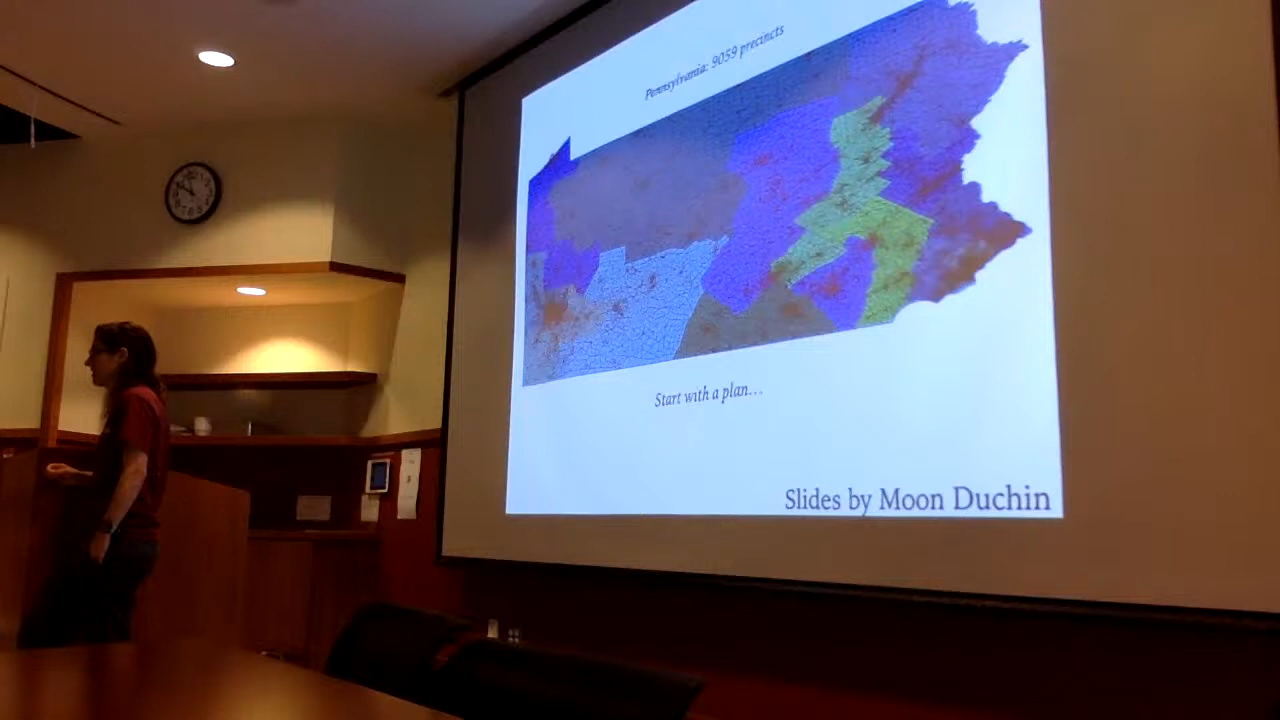 Pennsylvania: 9059 precincts
Start with a plan...
Slides by Moon Duchin